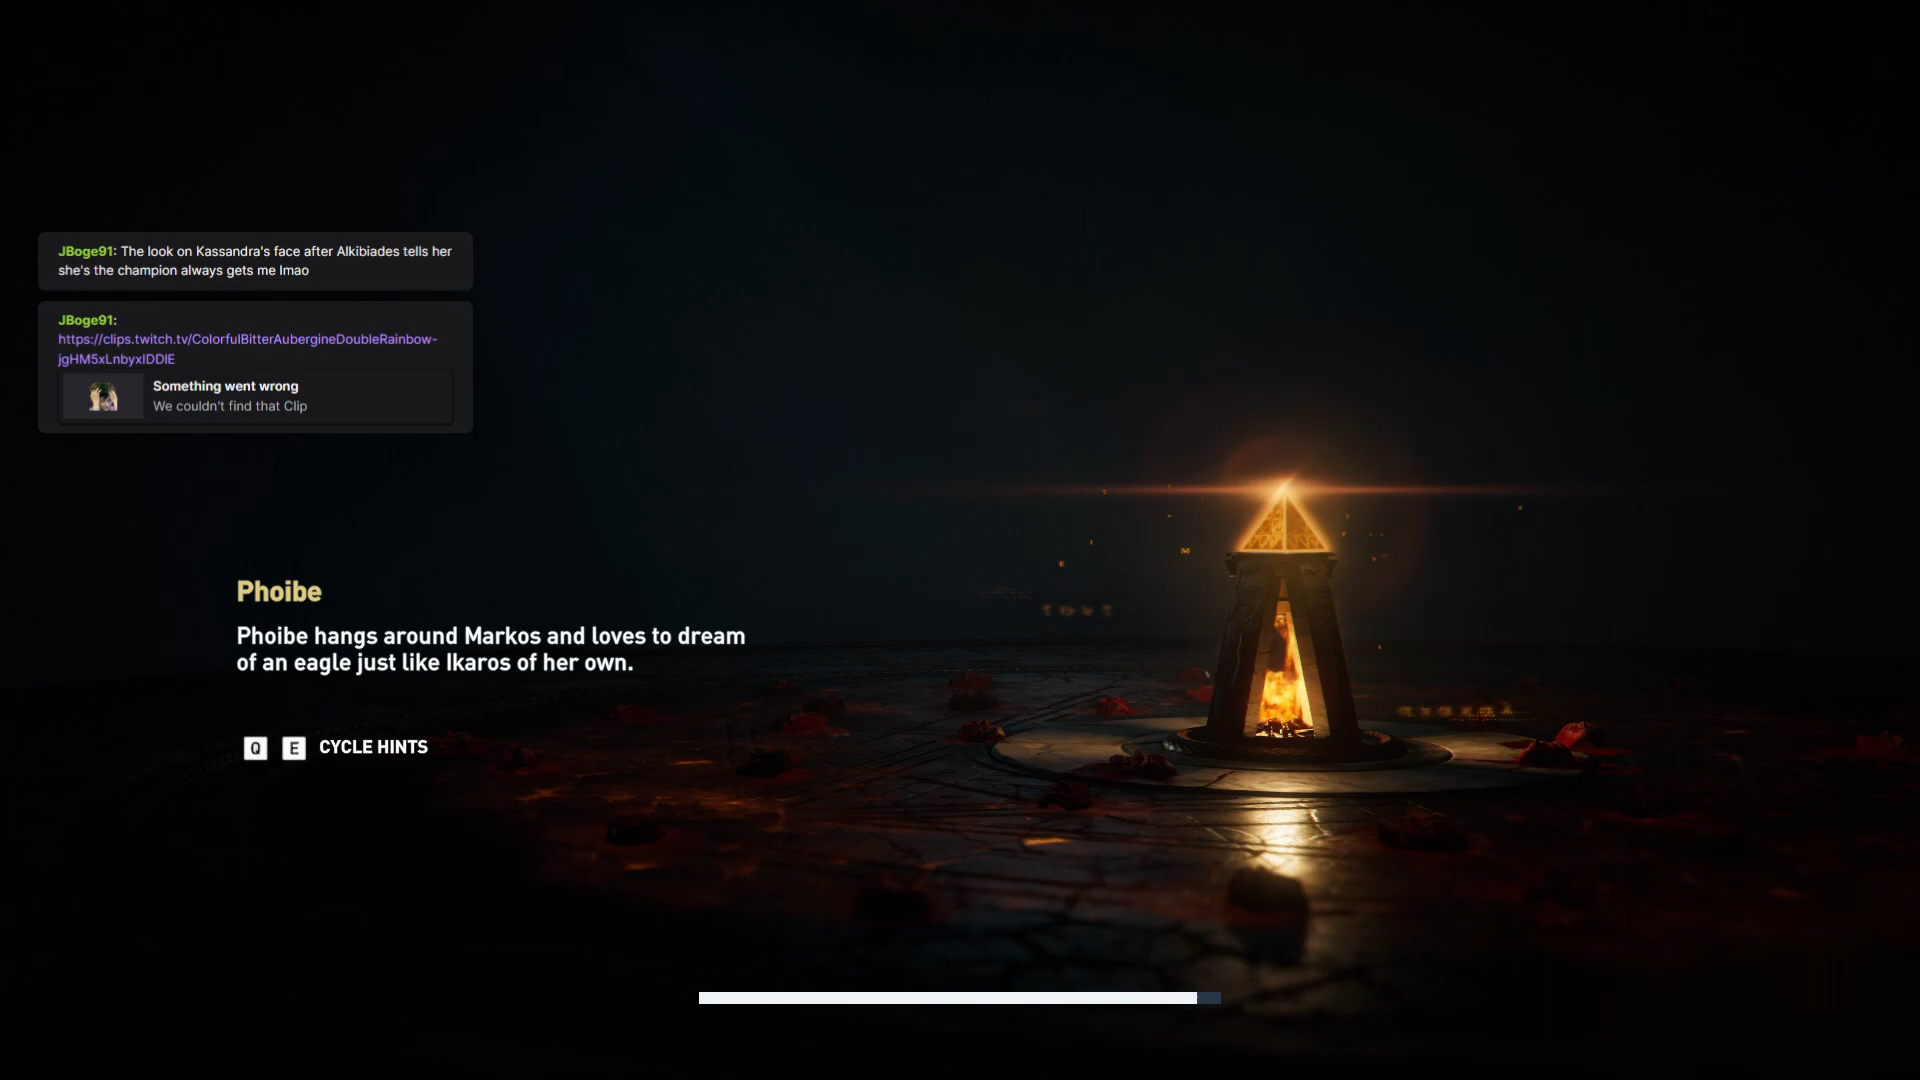 JBoge91: The look on Kassandra's face after Alkibiades tells her
she's the champion always gets me lmao
JBoge91:
https://clips.twitch.tv/ColorfulBitterAubergineDoubleRainbow-
jgHM5xLnbyxIDDlE
Something went wrong
We couldn't find that Clip
Phoibe
Phoibe hangs around Markos and loves to dream
of an eagle just like Ikaros of her own.
Q E CYCLE HINTS